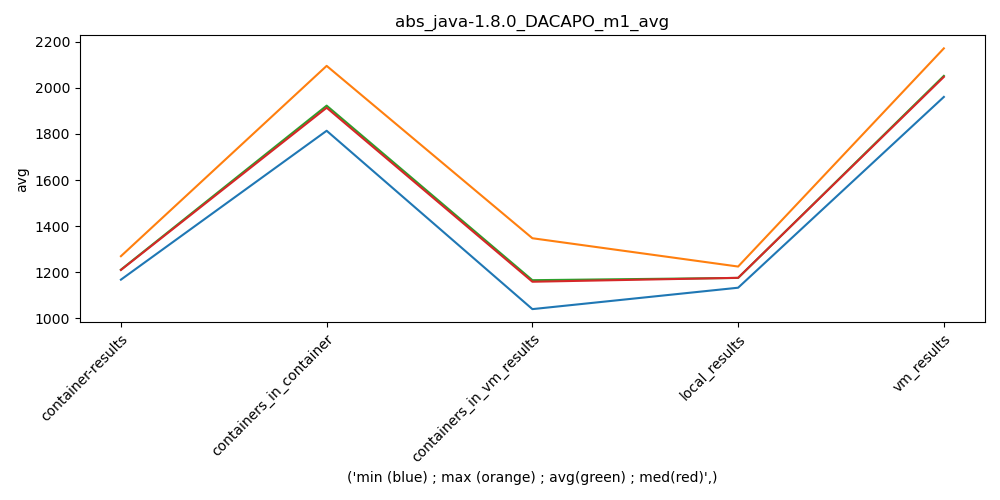 abs_java-1.8.0_DACAPO_m1_avg
avg
2200
2000
1800
1600
1400
1200
1000
container-results
containers_in_container
containers_in_vm_results
local_results
vm_results
('min (blue) ; max (orange) ; avg(green) ; med(red)',)